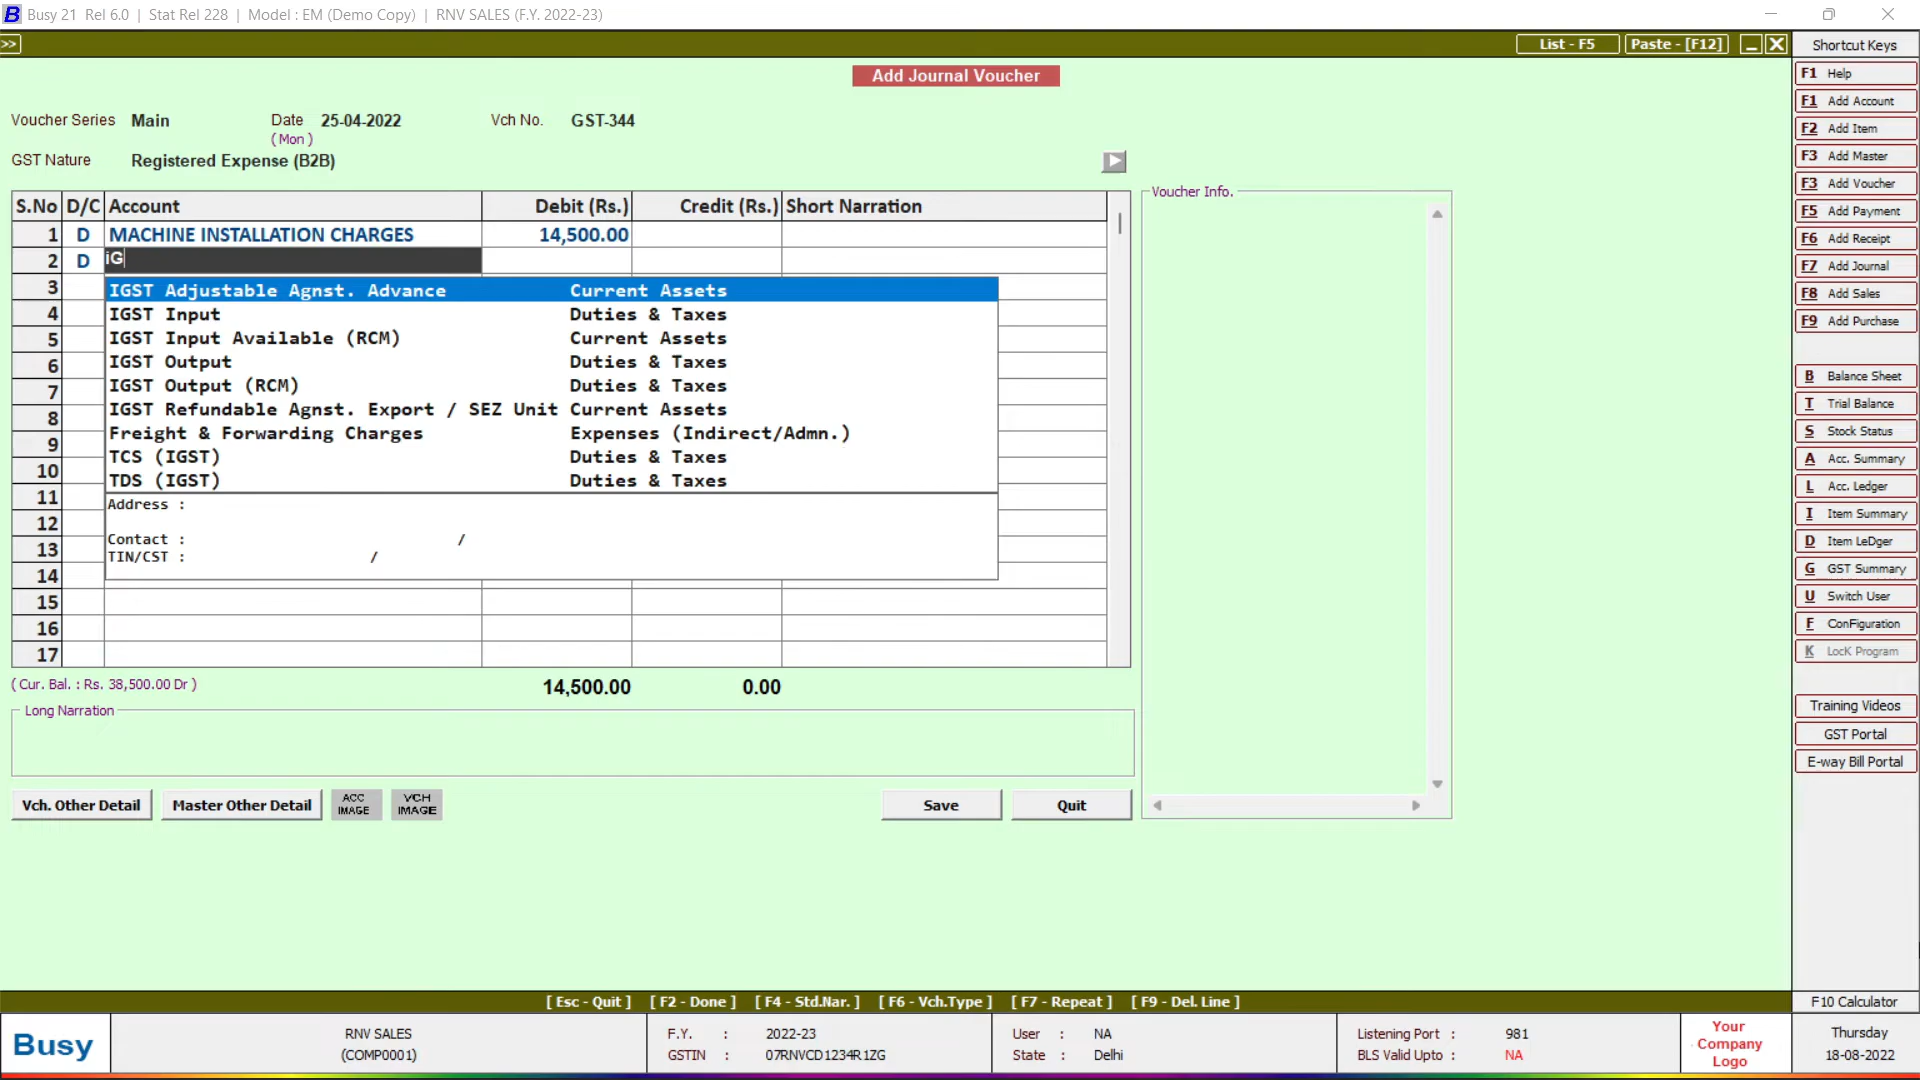 Busy 21 Rel 6.0 | Stat Rel 228 | Model : EM (Demo Copy) | RNV SALES (F.Y. 2022-23)
>> List - F5 Paste - [F12] Shortcut Keys
Add Journal Voucher
Voucher Series Main Date 25-04-2022 Vch No. GST-344
( Mon )
GST Nature Registered Expense (B2B)
S.No D/C Account Debit (Rs.) Credit (Rs.) Short Narration
1 D MACHINE INSTALLATION CHARGES 14,500.00
2 D iG
3
4
5
6
7
8
9
10
11
12
13
14
15
16
17
IGST Adjustable Agnst. Advance Current Assets
IGST Input Duties & Taxes
IGST Input Available (RCM) Current Assets
IGST Output Duties & Taxes
IGST Output (RCM) Duties & Taxes
IGST Refundable Agnst. Export / SEZ Unit Current Assets
Freight & Forwarding Charges Expenses (Indirect/Admn.)
TCS (IGST) Duties & Taxes
TDS (IGST) Duties & Taxes
Address :
Contact : /
TIN/CST : /
( Cur. Bal. : Rs. 38,500.00 Dr ) 14,500.00 0.00
Long Narration
Vch. Other Detail Master Other Detail ACC IMAGE VCH IMAGE Save Quit
Voucher Info.
F1 Help
F1 Add Account
F2 Add Item
F3 Add Master
F3 Add Voucher
F5 Add Payment
F6 Add Receipt
F7 Add Journal
F8 Add Sales
F9 Add Purchase
B Balance Sheet
T Trial Balance
S Stock Status
A Acc. Summary
L Acc. Ledger
I Item Summary
D Item LeDger
G GST Summary
U Switch User
F ConFiguration
K LocK Program
Training Videos
GST Portal
E-way Bill Portal
[ Esc - Quit ] [ F2 - Done ] [ F4 - Std.Nar. ] [ F6 - Vch.Type ] [ F7 - Repeat ] [ F9 - Del. Line ] F10 Calculator
Busy
RNV SALES
(COMP0001)
F.Y. : 2022-23
GSTIN : 07RNVCD1234R1ZG
User : NA
State : Delhi
Listening Port : 981
BLS Valid Upto : NA
Your
Company
Logo
Thursday
18-08-2022